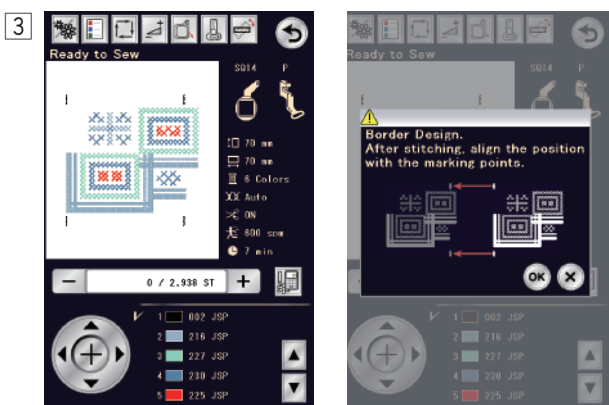 3
Ready to Sew
SQ14 P
70 mm
70 mm
6 Colors
Auto
ON
600 spm
7 min
0 / 2.938 ST
1 002 JSP
2 216 JSP
3 227 JSP
4 230 JSP
5 225 JSP
Ready to Sew
SQ14 P
Border Design.
After stitching, align the position
with the marking points.
OK
1 002 JSP
2 216 JSP
3 227 JSP
4 230 JSP
5 225 JSP